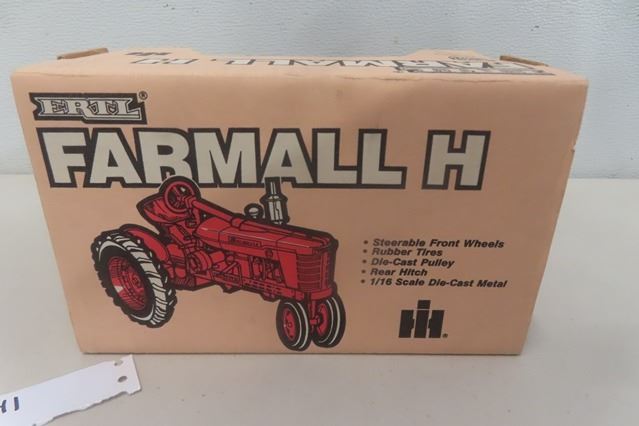 FARMALL H
ERTL®
FARMALL H
• Steerable Front Wheels
• Rubber Tires
• Die-Cast Pulley
• Rear Hitch
• 1/16 Scale Die-Cast Metal
IH®